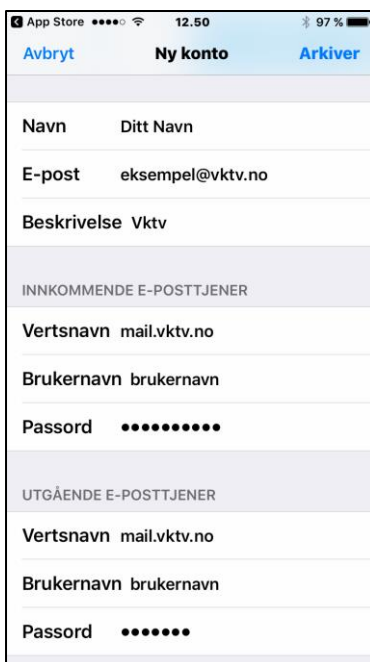 App Store 12.50 97 %
Avbryt Ny konto Arkiver
Navn Ditt Navn
E-post eksempel@vktv.no
Beskrivelse Vktv
INNKOMMENDE E-POSTTJENER
Vertsnavn mail.vktv.no
Brukernavn brukernavn
Passord ••••••••••
UTGÅENDE E-POSTTJENER
Vertsnavn mail.vktv.no
Brukernavn brukernavn
Passord •••••••